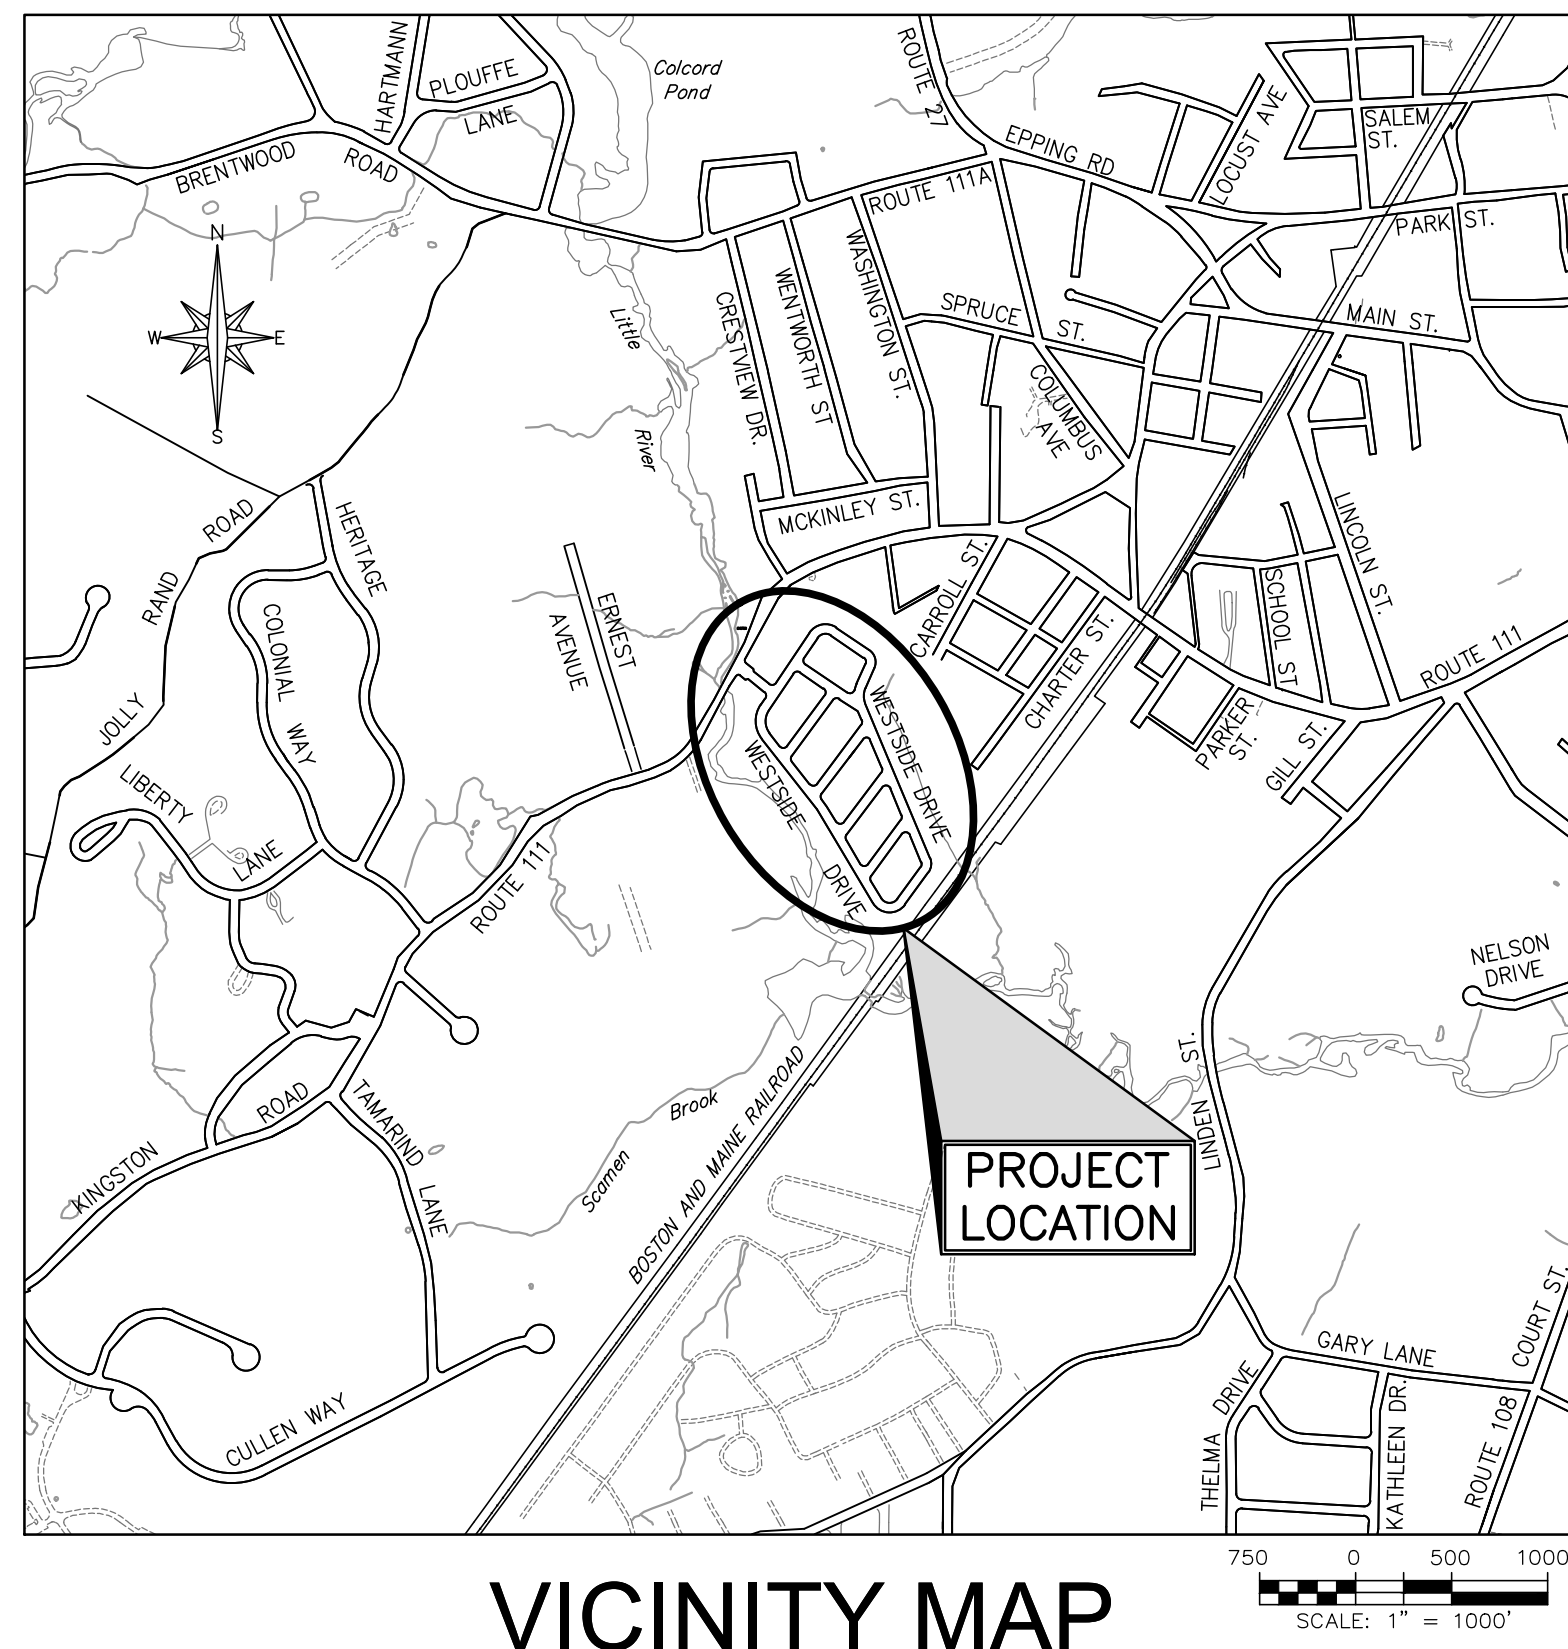 HARTMANN
PLOUFFE
LANE
Colcord
Pond
ROUTE 27
EPPING RD
LOCUST AVE
SALEM
ST.
BRENTWOOD
ROAD
ROUTE 111A
PARK ST.
N
W
E
S
Little
River
CRESTVIEW DR.
WENTWORTH ST
WASHINGTON ST.
SPRUCE
ST.
MAIN ST.
COLUMBUS
AVE
MCKINLEY ST.
LINCOLN ST.
JOLLY
RAND
ROAD
HERITAGE
COLONIAL
WAY
ERNEST
AVENUE
CARROLL ST.
CHARTER ST.
SCHOOL ST
ROUTE 111
PARKER
ST.
GILL ST.
WESTSIDE DRIVE
WESTSIDE
DRIVE
LIBERTY
LANE
ROUTE 111
NELSON
DRIVE
LINDEN
ST.
KINGSTON
ROAD
TAMARIND
LANE
Scamen
Brook
BOSTON AND MAINE RAILROAD
PROJECT
LOCATION
CULLEN WAY
GARY LANE
COURT ST.
THELMA
DRIVE
KATHLEEN DR.
ROUTE 108
VICINITY MAP
750 0 500 1000
SCALE: 1" = 1000'